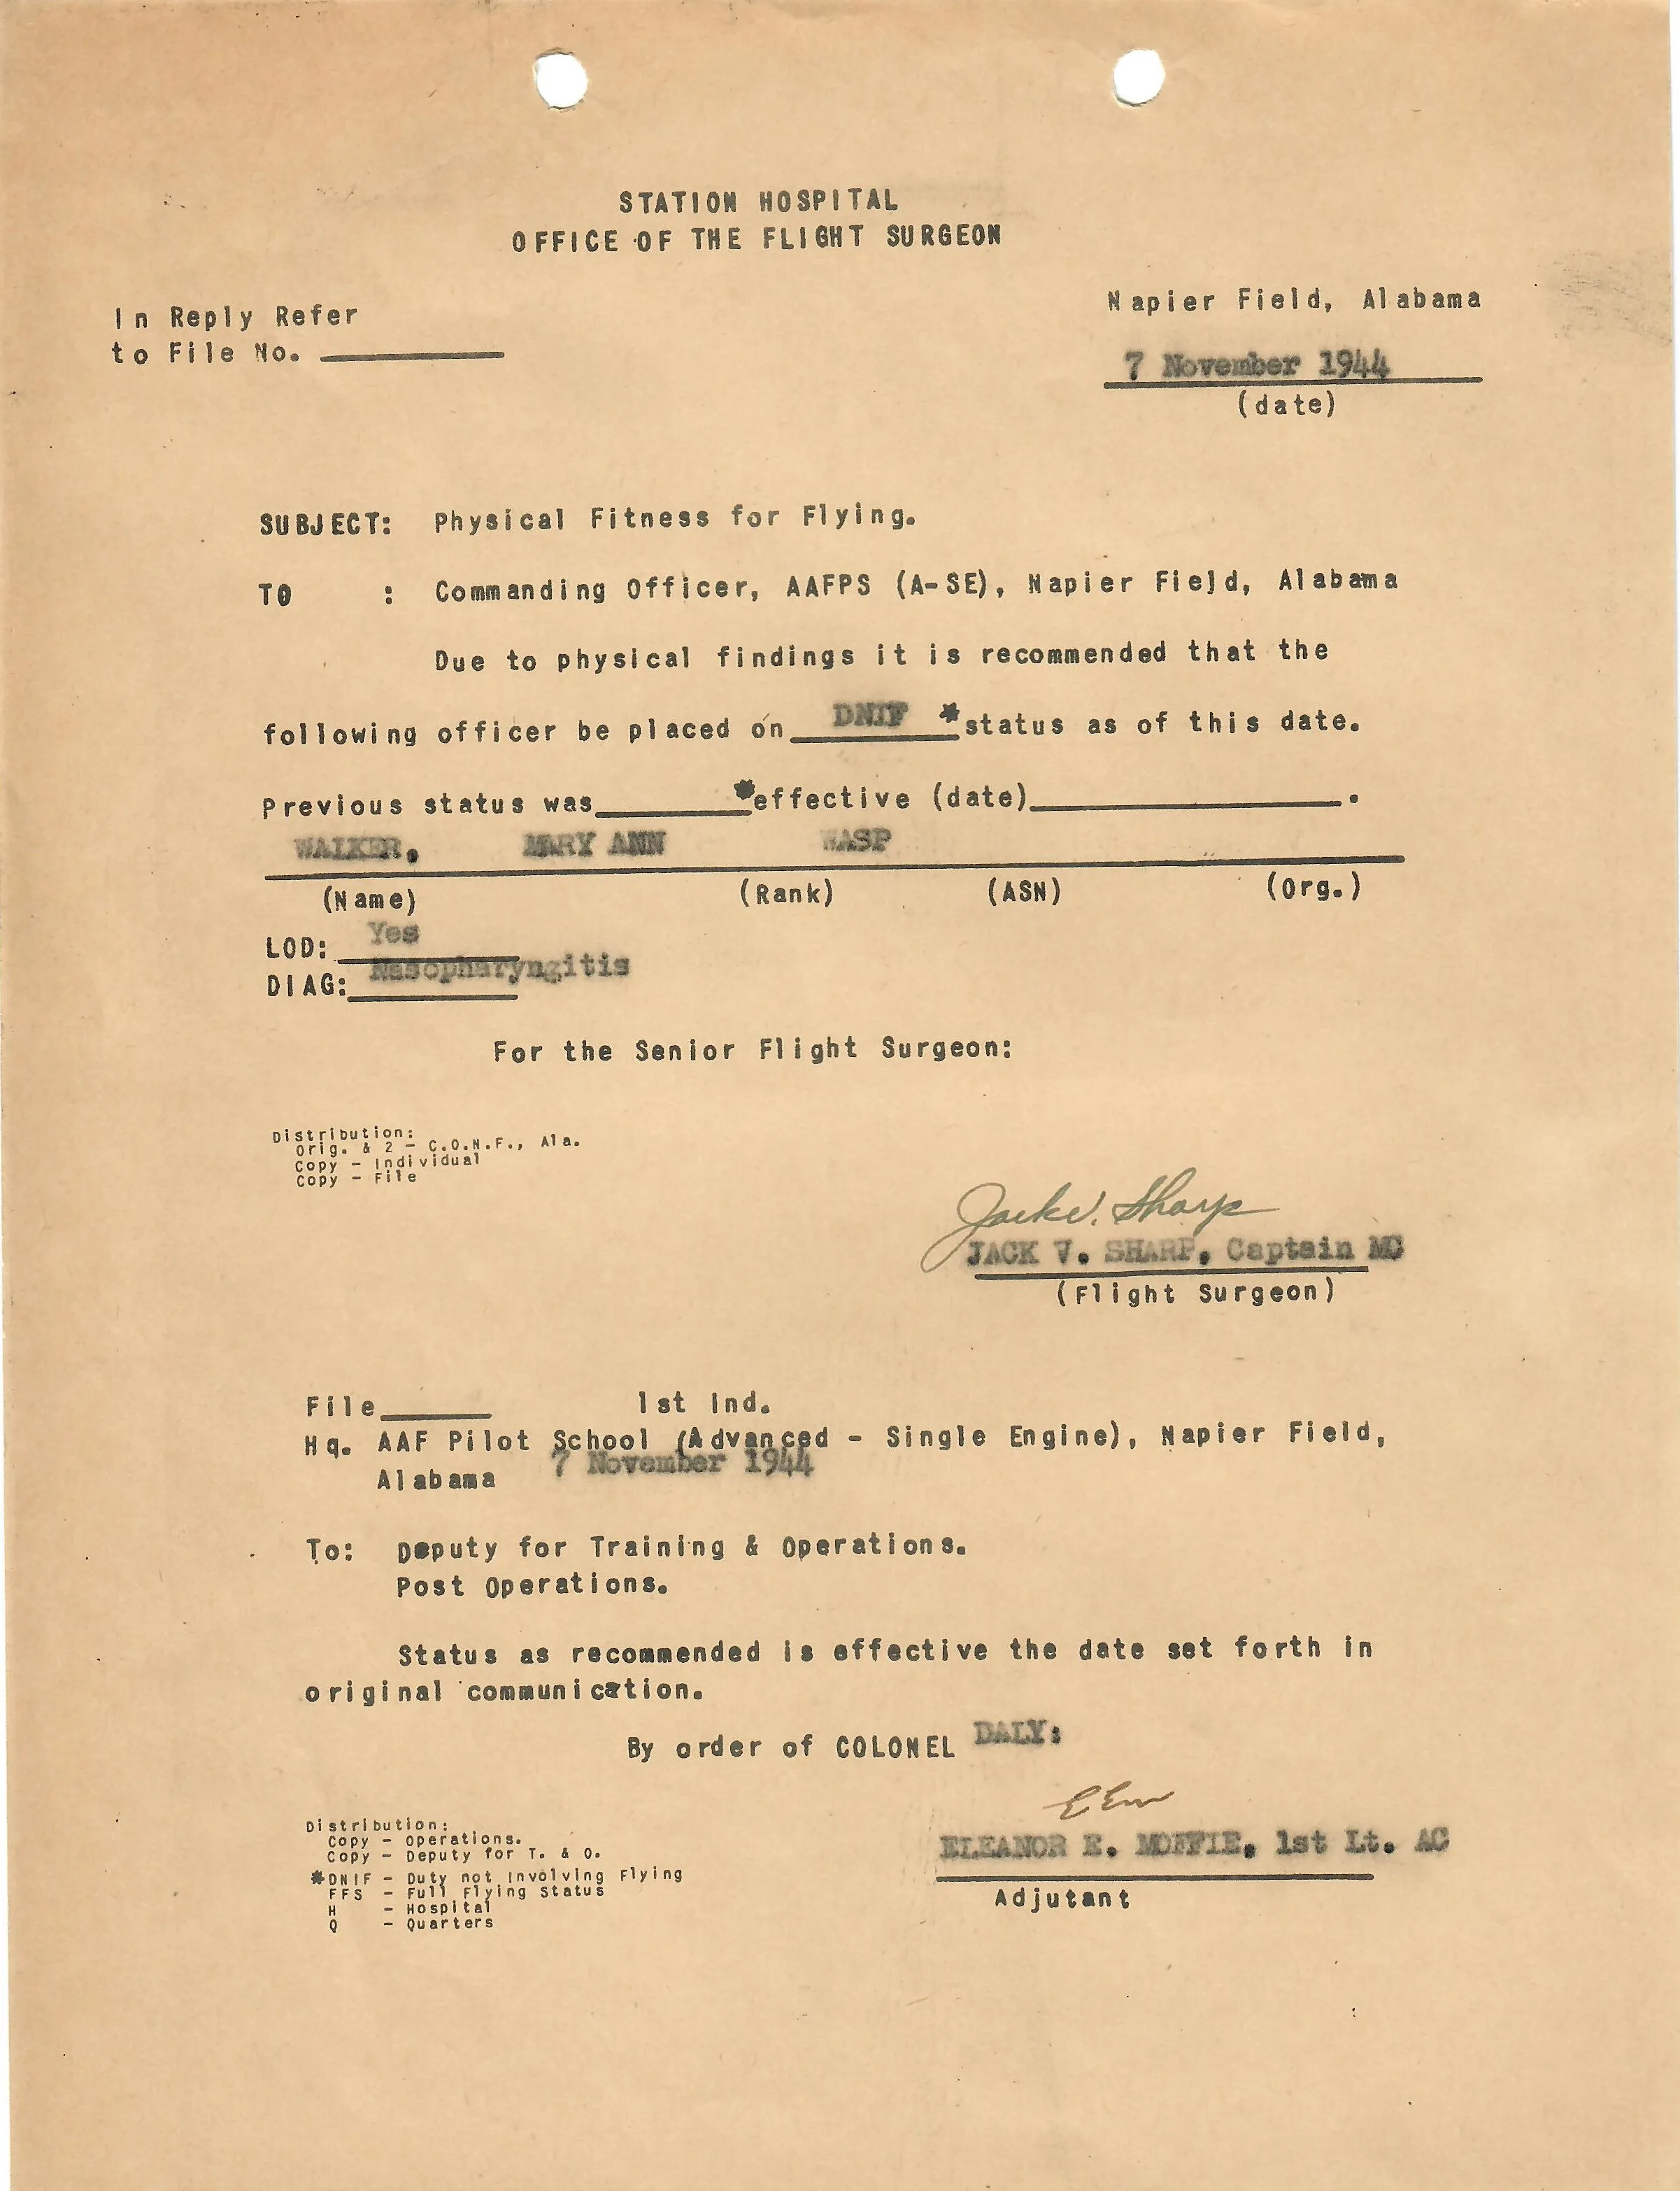 STATION HOSPITAL
OFFICE OF THE FLIGHT SURGEON
In Reply Refer
to File No.
Napier Field, Alabama
7 November 1944
(date)
SUBJECT: Physical Fitness for Flying.
TO : Commanding Officer, AAFPS (A-SE), Napier Field, Alabama
Due to physical findings it is recommended that the
following officer be placed on DNIF *status as of this date.
Previous status was *effective (date) .
WALKER, MARY ANN WASP
(Name) (Rank) (ASN) (Org.)
LOD: Yes
DIAG: Nasopharyngitis
For the Senior Flight Surgeon:
Distribution:
Orig. & 2 - C.O.N.F., Ala.
Copy - Individual
Copy - File
Jack V. Sharp
JACK V. SHARP, Captain MC
(Flight Surgeon)
File 1st Ind.
Hq. AAF Pilot School (Advanced - Single Engine), Napier Field,
Alabama 7 November 1944
To: Deputy for Training & Operations.
Post Operations.
Status as recommended is effective the date set forth in
original communication.
By order of COLONEL DALY:
EEM
ELEANOR E. MOFFIE, 1st Lt. AC
Adjutant
Distribution:
Copy - Operations.
Copy - Deputy for T. & O.
*DNIF - Duty not Involving Flying
FFS - Full Flying Status
H - Hospital
Q - Quarters